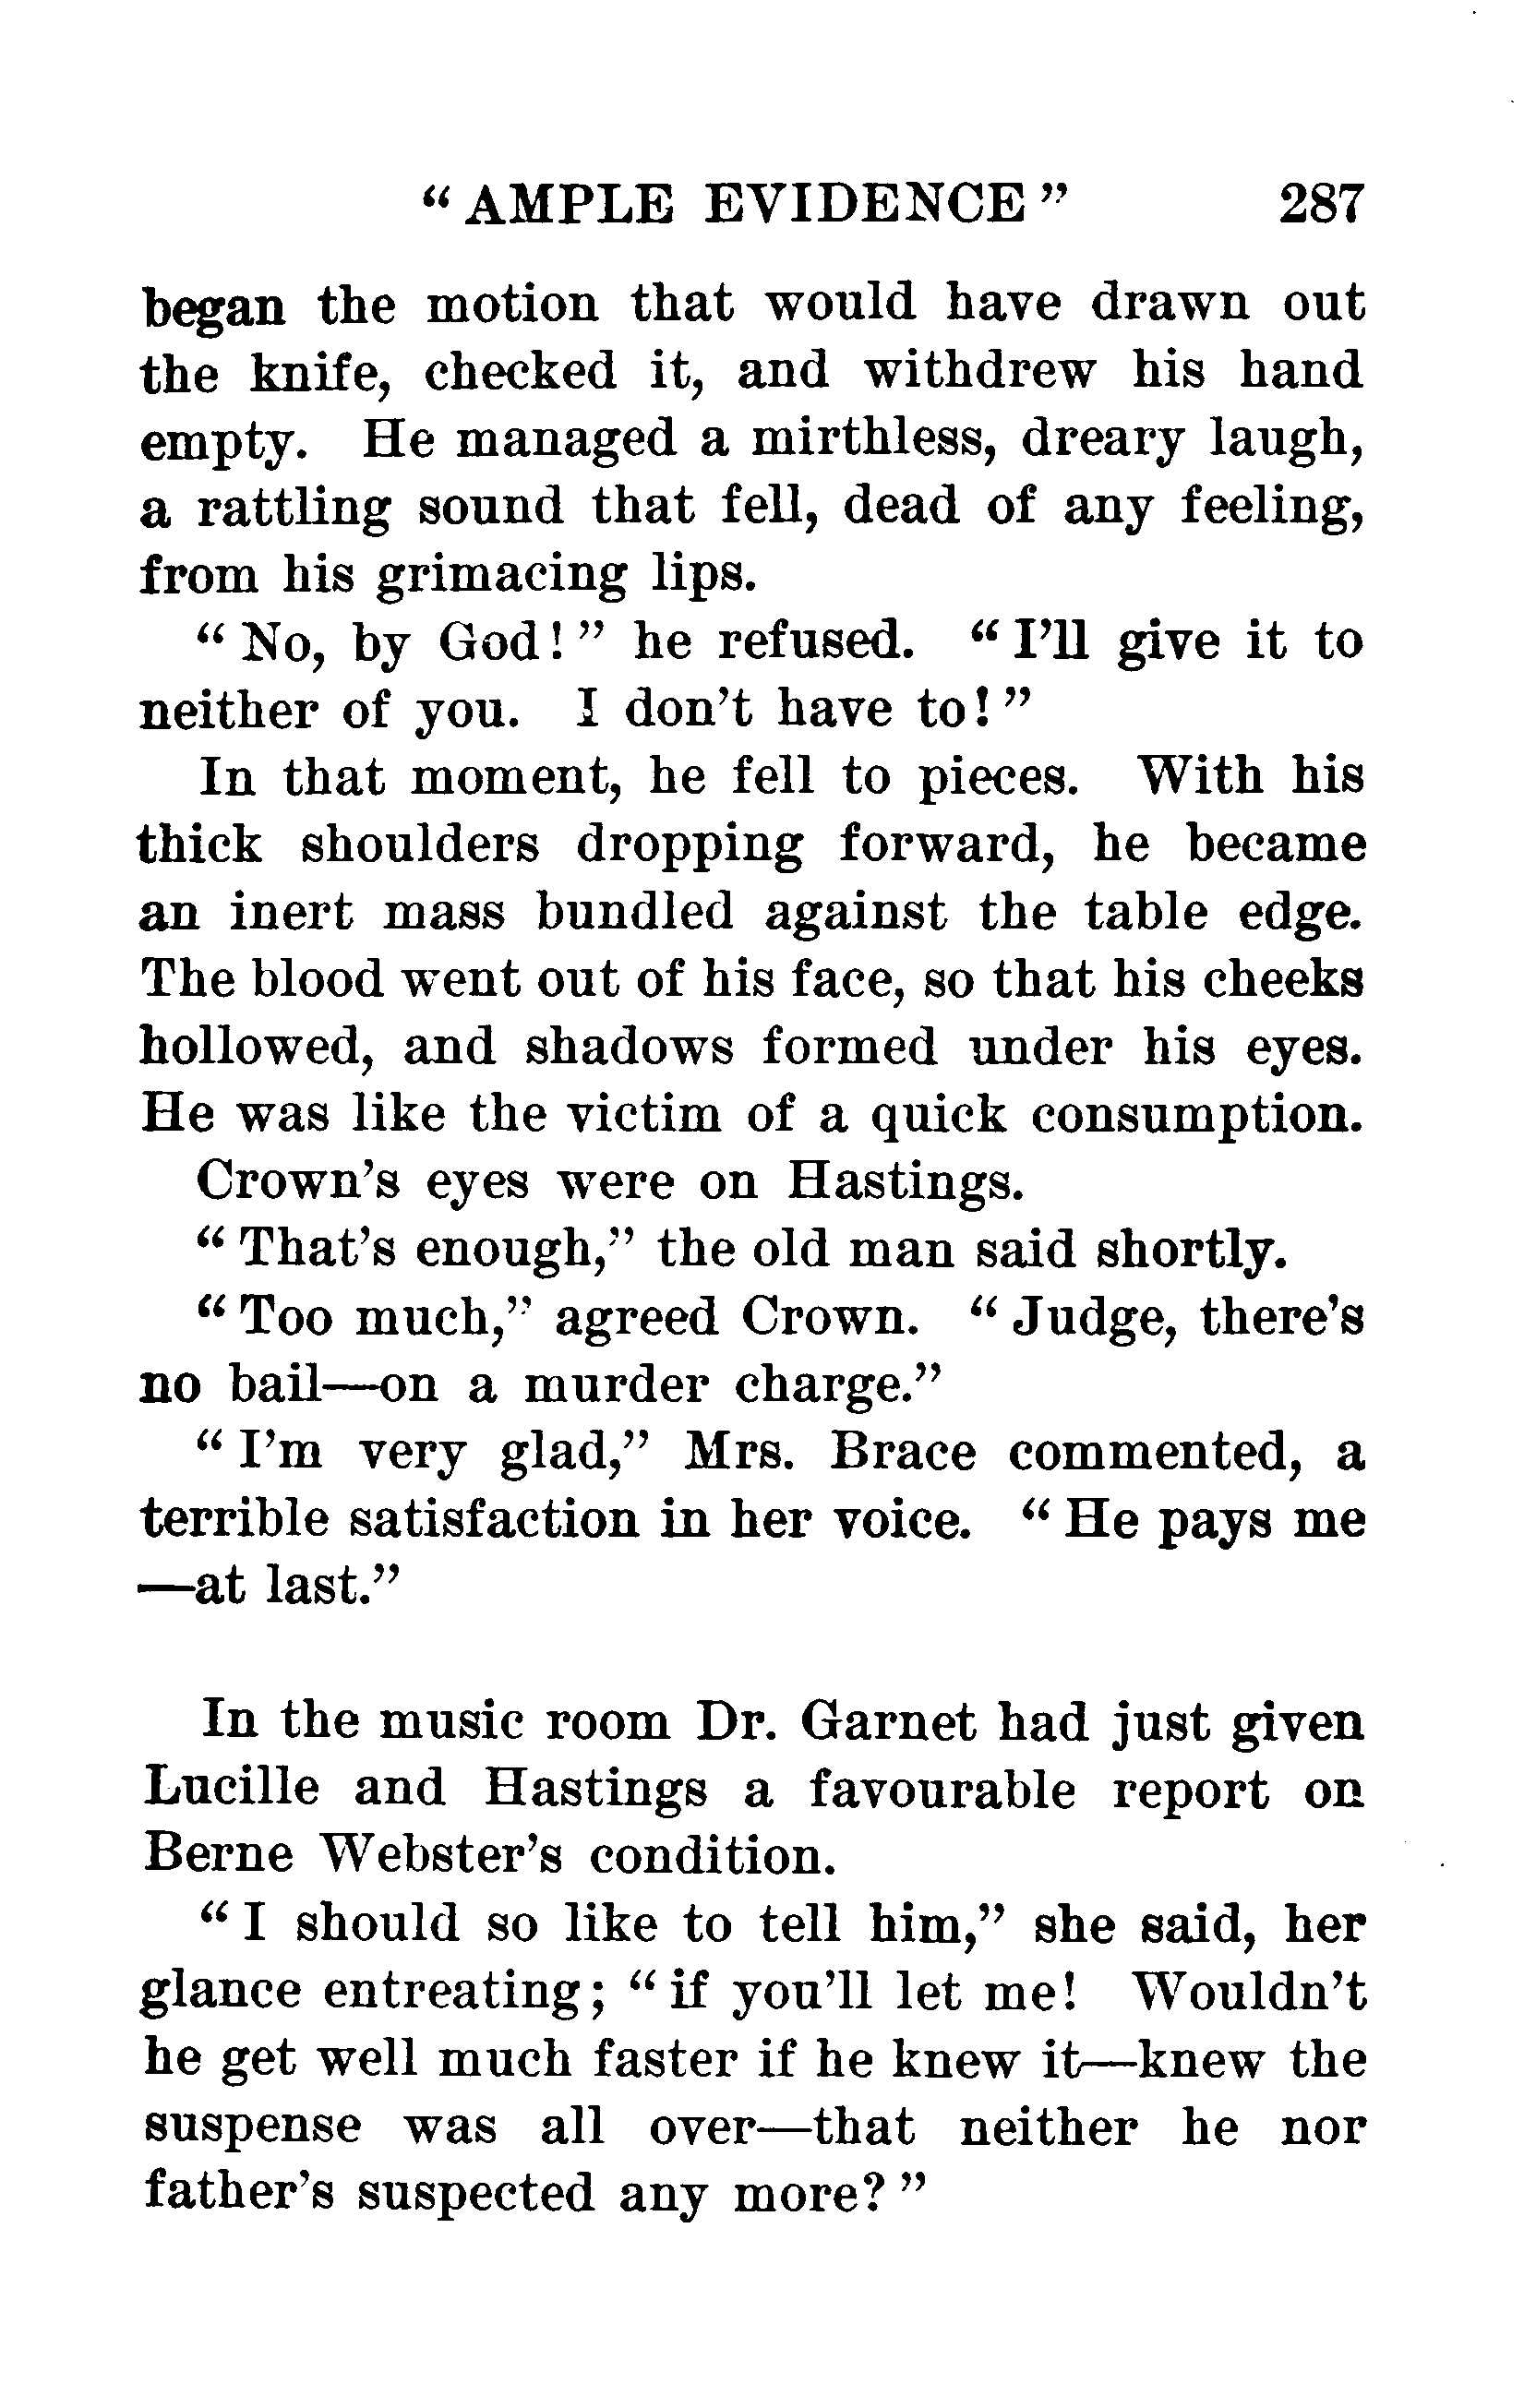 “ AMPLE EVIDENCE ” 287
began the motion that would have drawn out
the knife, checked it, and withdrew his hand
empty. He managed a mirthless, dreary laugh,
a rattling sound that fell, dead of any feeling,
from his grimacing lips.
“ No, by God! ” he refused. “ I’ll give it to
neither of you. I don’t have to! ”
In that moment, he fell to pieces. With his
thick shoulders dropping forward, he became
an inert mass bundled against the table edge.
The blood went out of his face, so that his cheeks
hollowed, and shadows formed under his eyes.
He was like the victim of a quick consumption.
Crown’s eyes were on Hastings.
“ That’s enough,” the old man said shortly.
“ Too much,” agreed Crown. “ Judge, there’s
no bail—on a murder charge.”
“ I’m very glad,” Mrs. Brace commented, a
terrible satisfaction in her voice. “ He pays me
—at last.”
In the music room Dr. Garnet had just given
Lucille and Hastings a favourable report on
Berne Webster’s condition.
“ I should so like to tell him,” she said, her
glance entreating; “ if you’ll let me! Wouldn’t
he get well much faster if he knew it—knew the
suspense was all over—that neither he nor
father’s suspected any more? ”